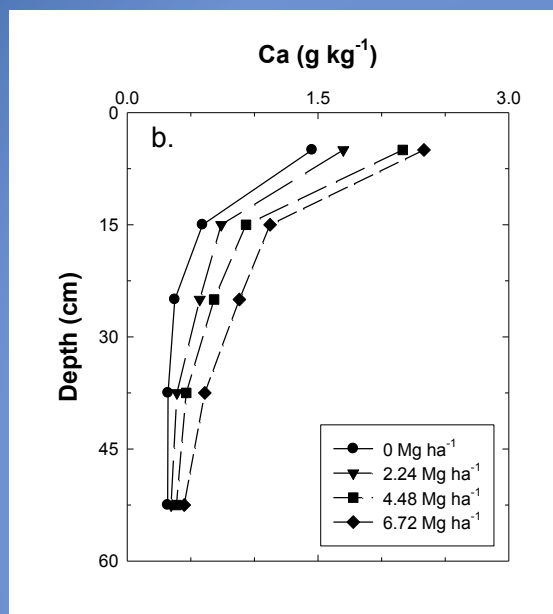 Ca (g kg⁻¹)
0.0 1.5 3.0
0
b.
15
30
45
60
Depth (cm)
0 Mg ha⁻¹
2.24 Mg ha⁻¹
4.48 Mg ha⁻¹
6.72 Mg ha⁻¹